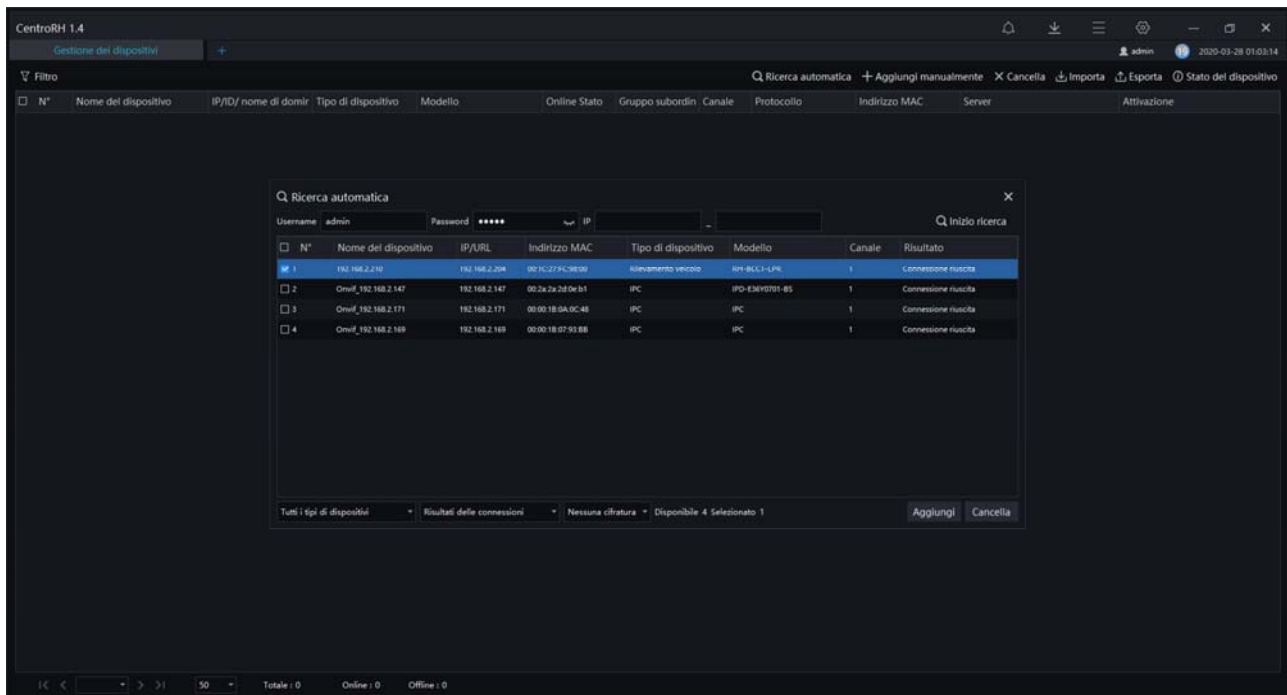 CentroRH 1.4
Gestione dei dispositivi +
admin 2020-03-28 01:03:14
Filtro
Ricerca automatica Aggiungi manualmente Cancella Importa Esporta Stato del dispositivo
N° Nome del dispositivo IP/ID/ nome di domir Tipo di dispositivo Modello Online Stato Gruppo subordin Canale Protocollo Indirizzo MAC Server Attivazione
Ricerca automatica
Username admin Password ●●●●● IP _ Inizio ricerca
N° Nome del dispositivo IP/URL Indirizzo MAC Tipo di dispositivo Modello Canale Risultato
1 192.168.2.210 192.168.2.204 Rilevamento veicolo 1 Connessione riuscita
2 Onvif_192.168.2.147 192.168.2.147 00:2a:2a:2d:0e:b1 IPC IPD-E36Y0701-BS 1 Connessione riuscita
3 Onvif_192.168.2.171 192.168.2.171 00:00:1B:0A:0C:48 IPC IPC 1 Connessione riuscita
4 Onvif_192.168.2.169 192.168.2.169 00:00:1B:07:93:BB IPC IPC 1 Connessione riuscita
Tutti i tipi di dispositivi Risultati delle connessioni Nessuna cifratura Disponibile 4 Selezionato 1 Aggiungi Cancella
50 Totale : 0 Online : 0 Offline : 0